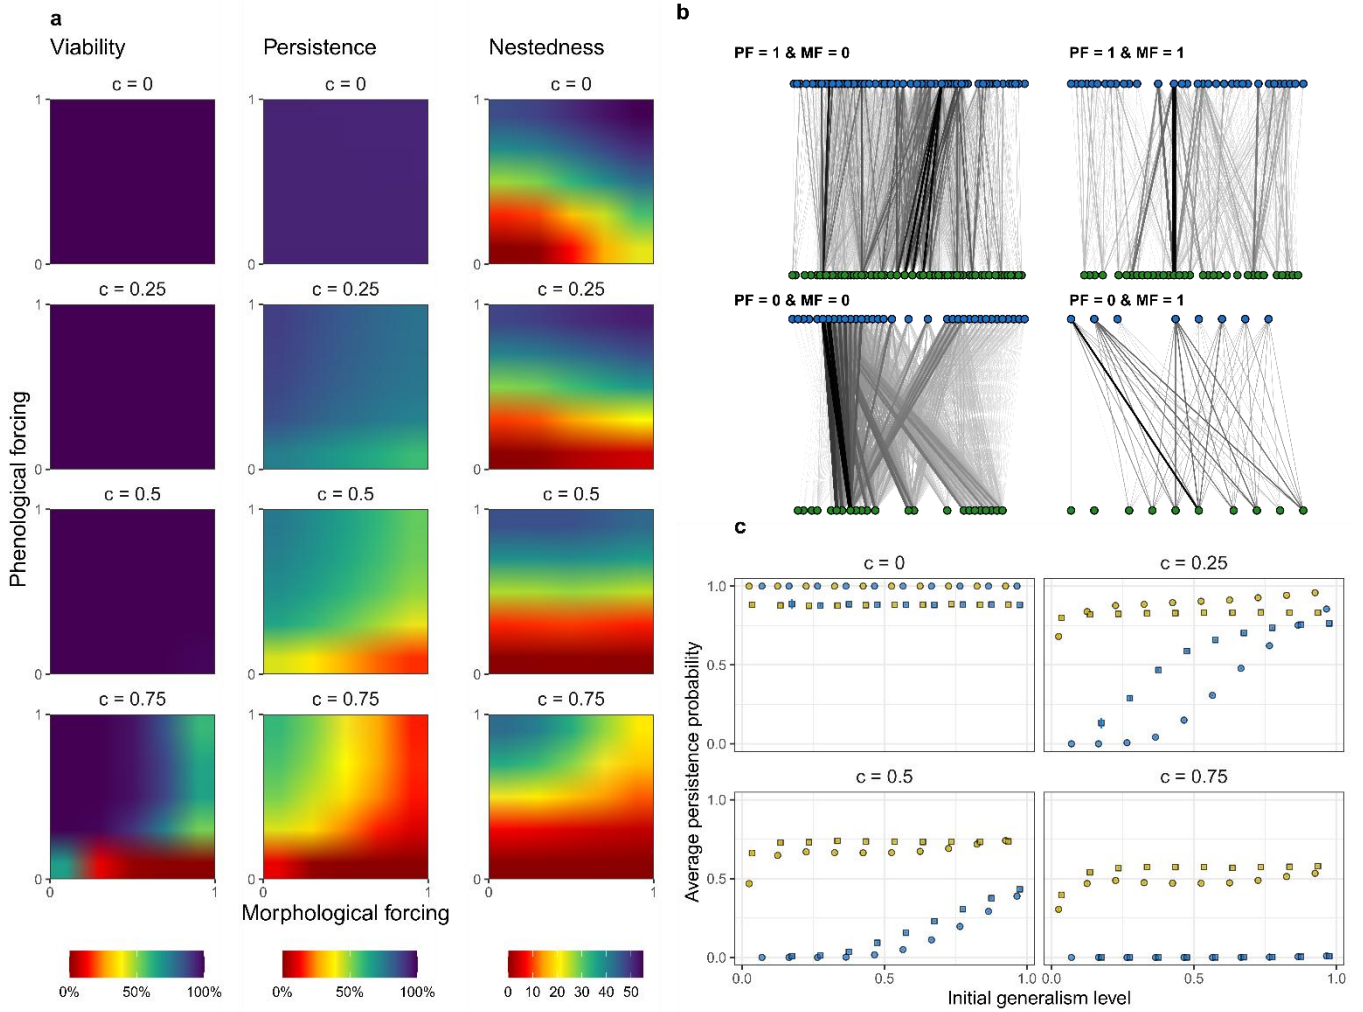 a
Viability
Persistence
Nestedness
c = 0
c = 0
c = 0
1
0
1
0
1
0
c = 0.25
c = 0.25
c = 0.25
1
0
1
0
1
0
c = 0.5
c = 0.5
c = 0.5
1
0
1
0
1
0
c = 0.75
c = 0.75
c = 0.75
1
0
1
0
1
0
0
1
0
1
0
1
Phenological forcing
Morphological forcing
0%
50%
100%
0%
50%
100%
0
10
20
30
40
50
b
PF = 1 & MF = 0
PF = 1 & MF = 1
PF = 0 & MF = 0
PF = 0 & MF = 1
c
c = 0
c = 0.25
1.0
0.5
0.0
c = 0.5
c = 0.75
1.0
0.5
0.0
0.0
0.5
1.0
0.0
0.5
1.0
Average persistence probability
Initial generalism level